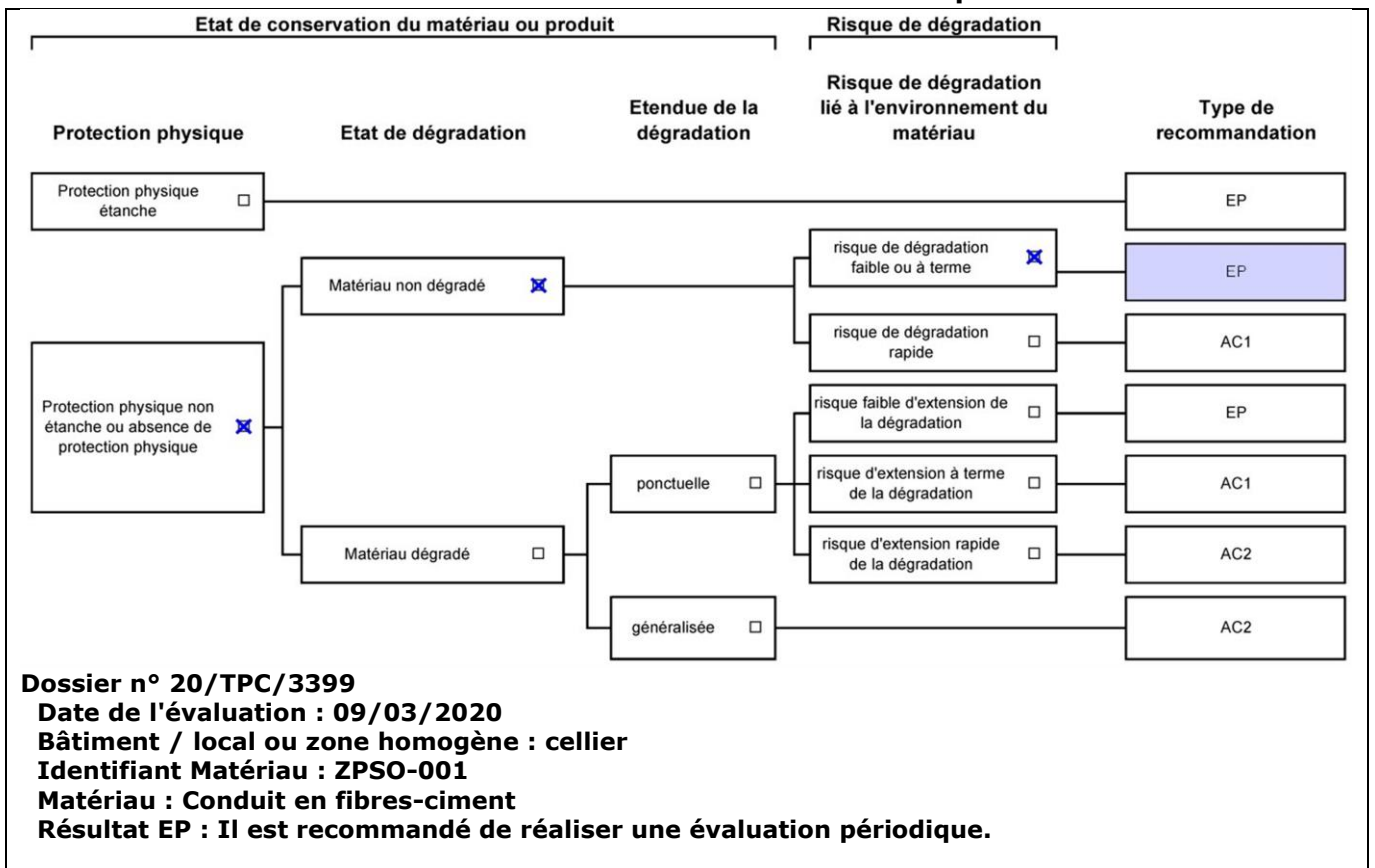 Etat de conservation du matériau ou produit
Risque de dégradation
Protection physique
Etat de dégradation
Etendue de la
dégradation
Risque de dégradation
lié à l'environnement du
matériau
Type de
recommandation
Protection physique
étanche
EP
risque de dégradation
faible ou à terme
EP
Matériau non dégradé
risque de dégradation
rapide
AC1
Protection physique non
étanche ou absence de
protection physique
risque faible d'extension de
la dégradation
EP
ponctuelle
risque d'extension à terme
de la dégradation
AC1
Matériau dégradé
risque d'extension rapide
de la dégradation
AC2
généralisée
AC2
Dossier n° 20/TPC/3399
Date de l'évaluation : 09/03/2020
Bâtiment / local ou zone homogène : cellier
Identifiant Matériau : ZPSO-001
Matériau : Conduit en fibres-ciment
Résultat EP : Il est recommandé de réaliser une évaluation périodique.